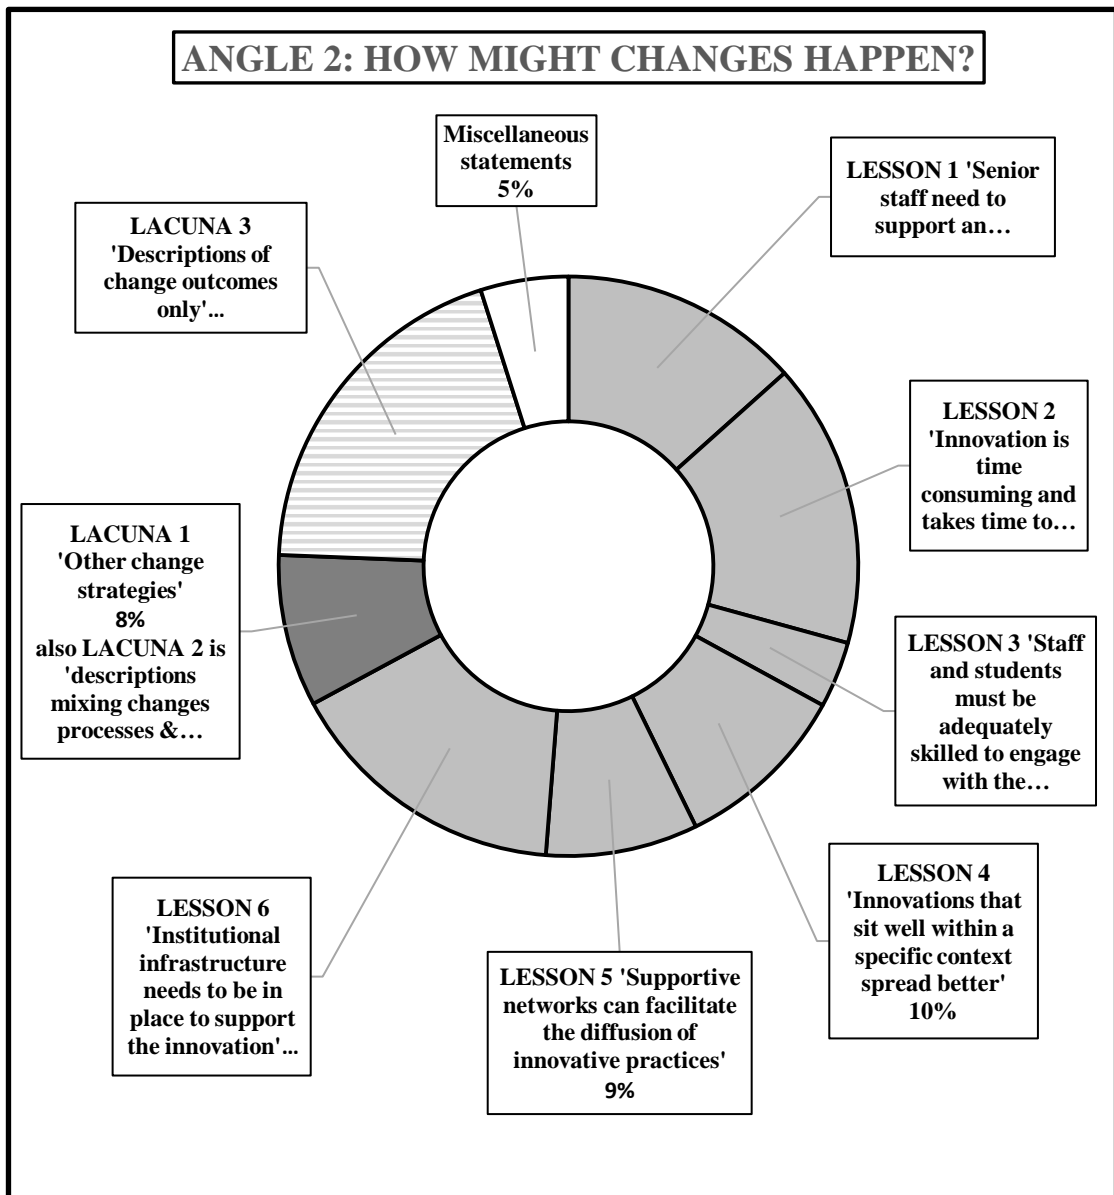 ANGLE 2: HOW MIGHT CHANGES HAPPEN?
Miscellaneous
statements
5%
LESSON 1 'Senior
staff need to
support an…
LESSON 2
'Innovation is
time
consuming and
takes time to…
LESSON 3 'Staff
and students
must be
adequately
skilled to engage
with the…
LESSON 4
'Innovations that
sit well within a
specific context
spread better'
10%
LESSON 5 'Supportive
networks can facilitate
the diffusion of
innovative practices'
9%
LESSON 6
'Institutional
infrastructure
needs to be in
place to support
the innovation'...
LACUNA 1
'Other change
strategies'
8%
also LACUNA 2 is
'descriptions
mixing changes
processes &…
LACUNA 3
'Descriptions of
change outcomes
only'...